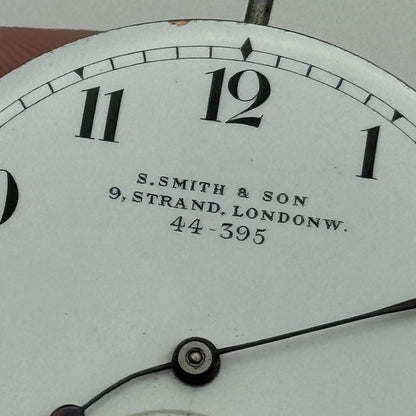 11 12 1
S. SMITH & SON
9, STRAND. LONDONW.
44-395